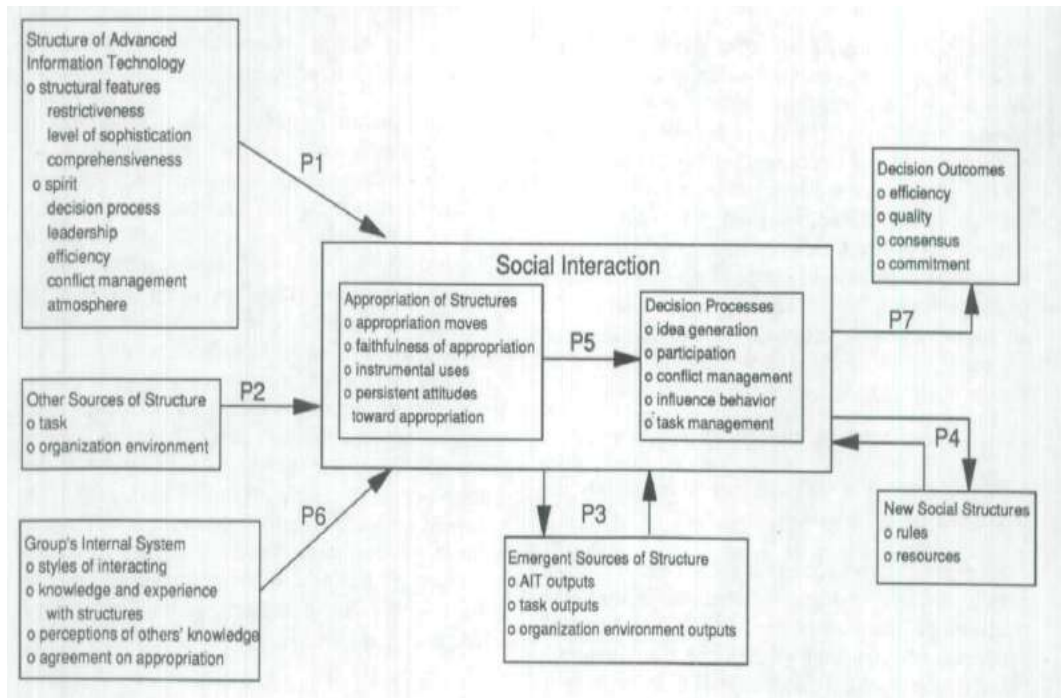 Structure of Advanced
Information Technology
o structural features
restrictiveness
level of sophistication
comprehensiveness
o spirit
decision process
leadership
efficiency
conflict management
atmosphere
P1
Other Sources of Structure
o task
o organization environment
P2
Group's Internal System
o styles of interacting
o knowledge and experience
with structures
o perceptions of others' knowledge
o agreement on appropriation
P6
Social Interaction
Appropriation of Structures
o appropriation moves
o faithfulness of appropriation
o instrumental uses
o persistent attitudes
toward appropriation
P5
Decision Processes
o idea generation
o participation
o conflict management
o influence behavior
o task management
P3
Emergent Sources of Structure
o AIT outputs
o task outputs
o organization environment outputs
Decision Outcomes
o efficiency
o quality
o consensus
o commitment
P7
P4
New Social Structures
o rules
o resources